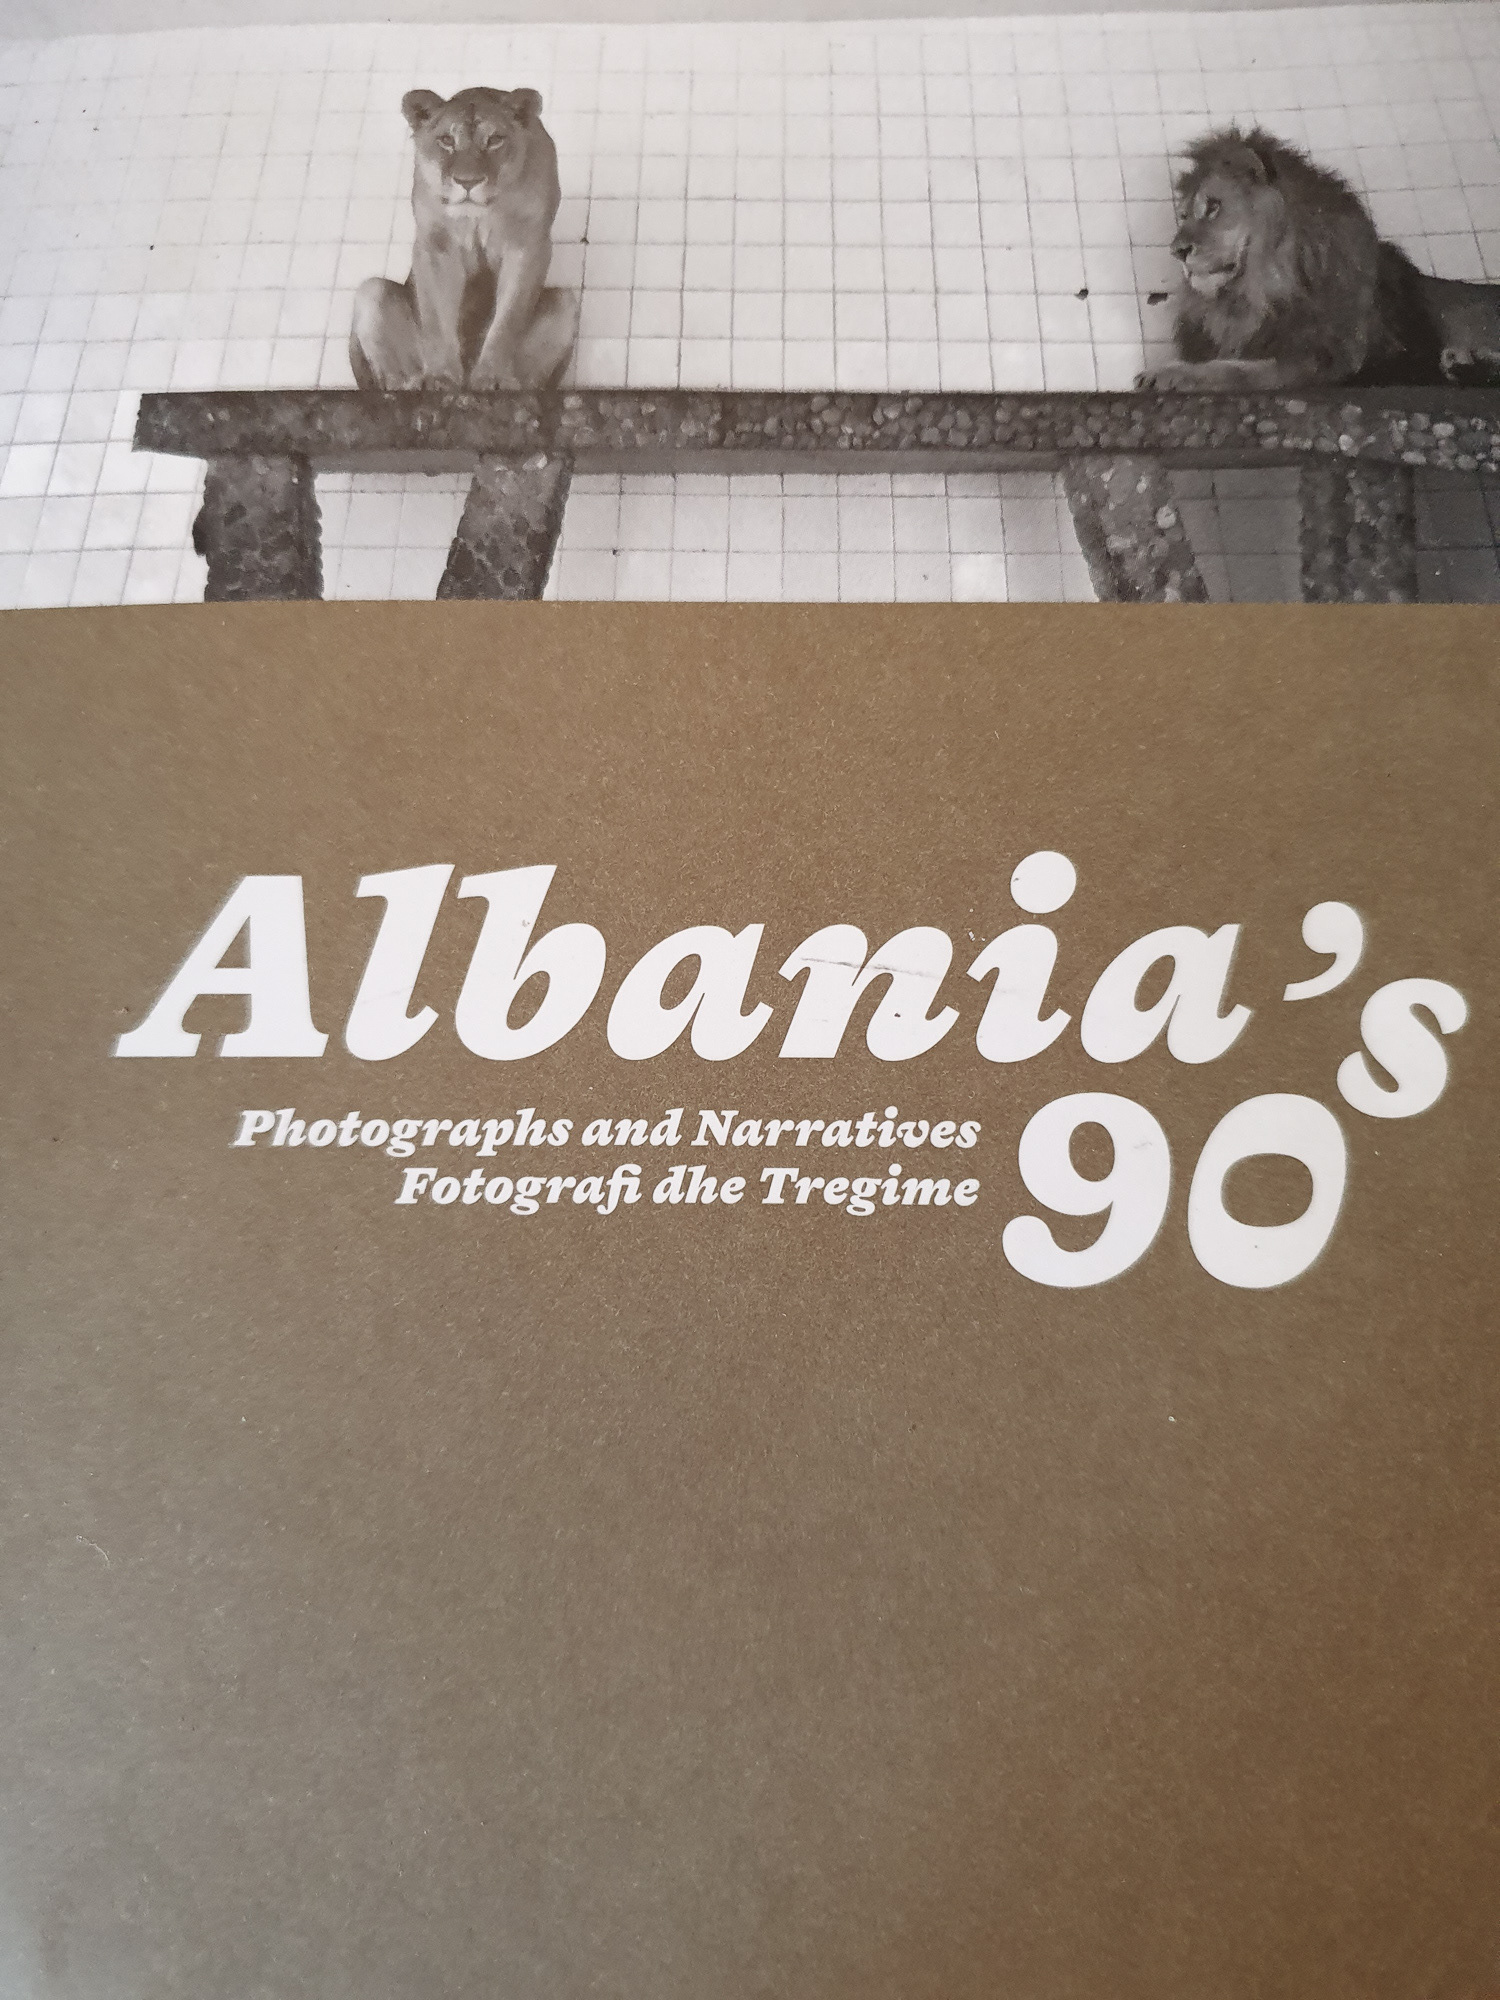 Albania's
90
Photographs and Narratives
Fotografi dhe Tregime